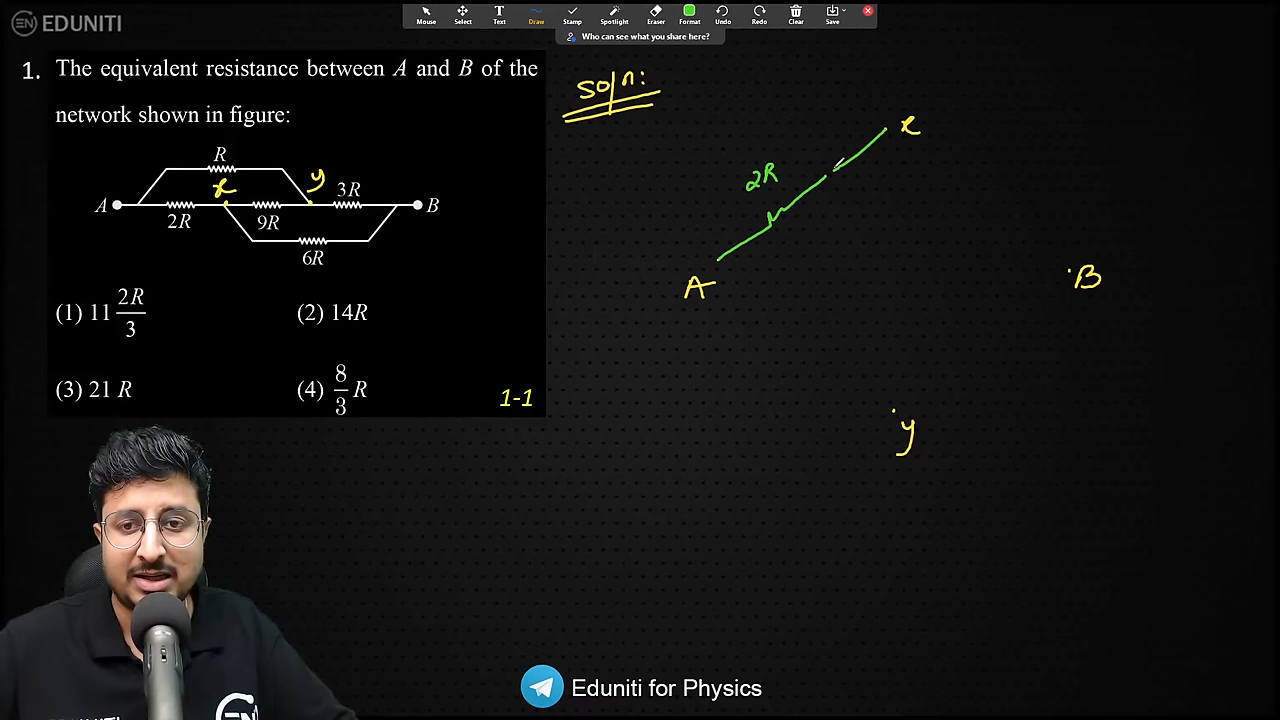 EDUNITI
Mouse Select Text Draw Stamp Spotlight Eraser Format Undo Redo Clear Save
Who can see what you share here?
1. The equivalent resistance between A and B of the
network shown in figure:
R
x y 3R
A B
2R 9R
6R
(1) 11 2R/3 (2) 14R
(3) 21 R (4) 8/3 R
1-1
soln:
x
2R
A
B
y
EN
Eduniti for Physics